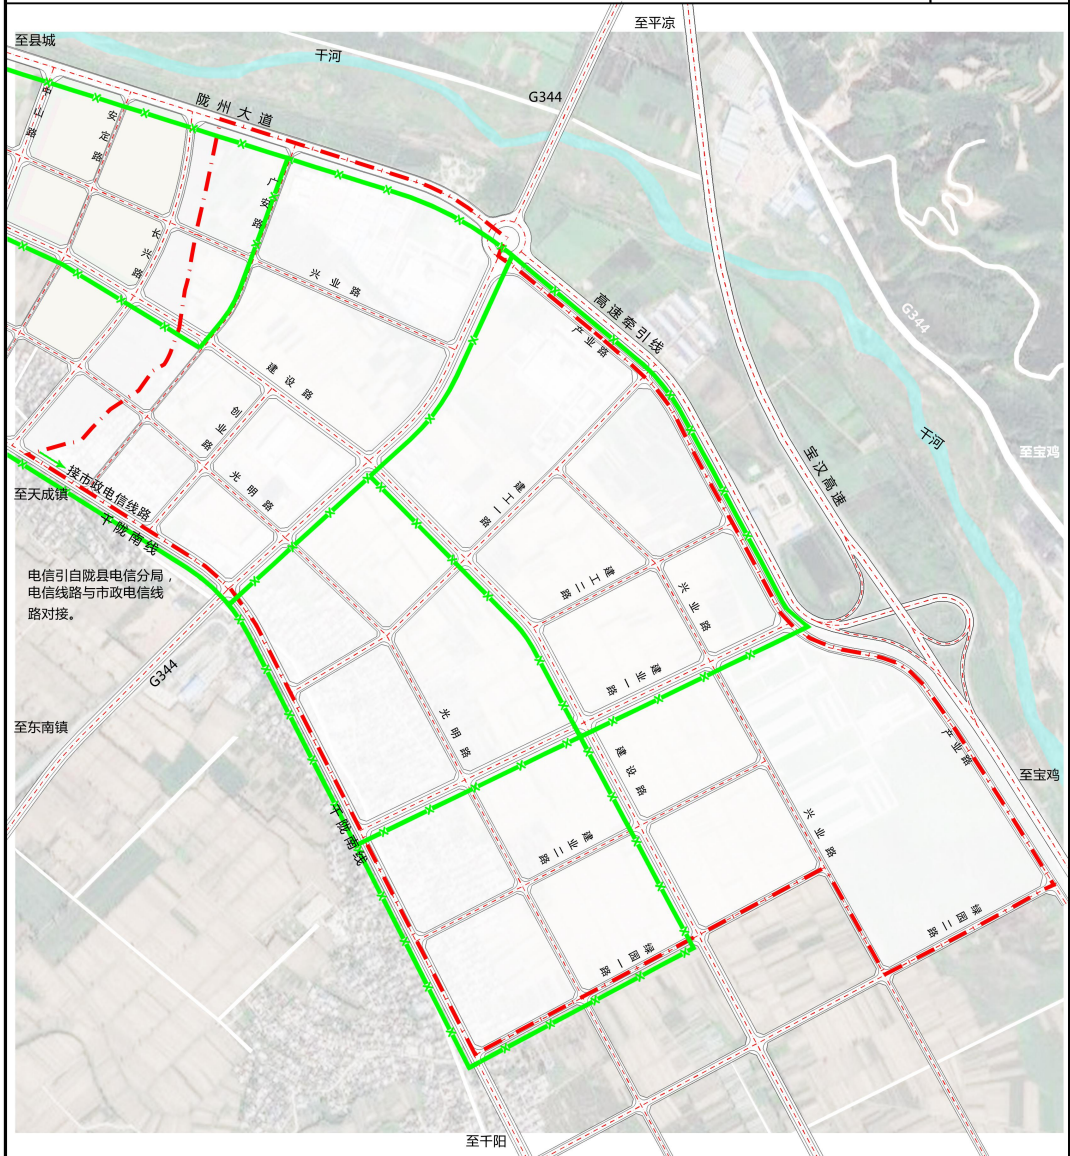 至平凉
至县城
千河
G344
陇州大道
中山路
安定路
广安路
长兴路
兴业路
高速牵引线
产业路
G344
建设路
创业路
千河
至宝鸡
宝汉高速
光明路
建工一路
接市政电信线路
至天成镇
千陇南线
电信引自陇县电信分局，
电信线路与市政电信线
路对接。
建工二路
兴业路
G344
建业一路
至东南镇
光明路
建设路
产业路
至宝鸡
千陇南线
兴业路
建业二路
绿园二路
绿园一路
至千阳